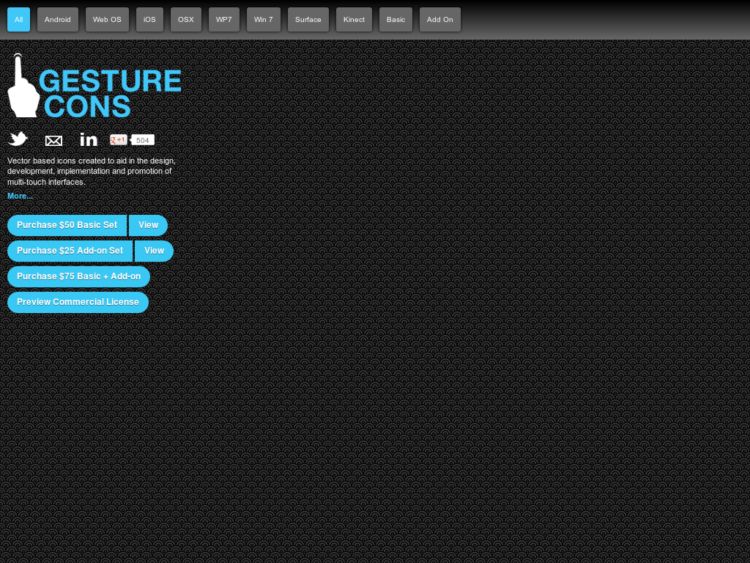 All Android Web OS iOS OSX WP7 Win 7 Surface Kinect Basic Add On
GESTURE
CONS
in +1 504
Vector based icons created to aid in the design,
development, implementation and promotion of
multi-touch interfaces.
More...
Purchase $50 Basic Set View
Purchase $25 Add-on Set View
Purchase $75 Basic + Add-on
Preview Commercial License